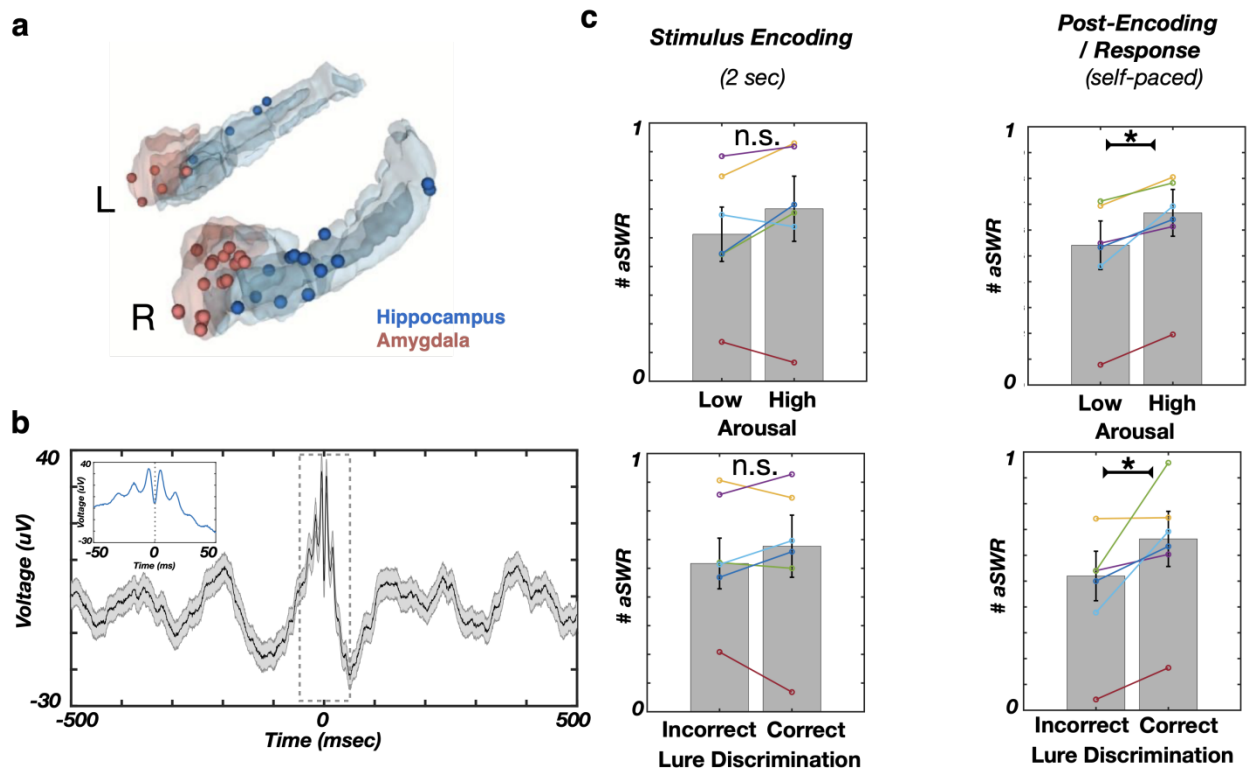 a
L
R
Hippocampus
Amygdala
b
40
Voltage (uV)
-30
-500
0
500
Time (msec)
40
Voltage (uV)
-30
-50
0
50
Time (ms)
c
Stimulus Encoding
(2 sec)
1
n.s.
# aSWR
0
Low
High
Arousal
Post-Encoding
/ Response
(self-paced)
1
*
# aSWR
0
Low
High
Arousal
1
n.s.
# aSWR
0
Incorrect
Correct
Lure Discrimination
1
*
# aSWR
0
Incorrect
Correct
Lure Discrimination